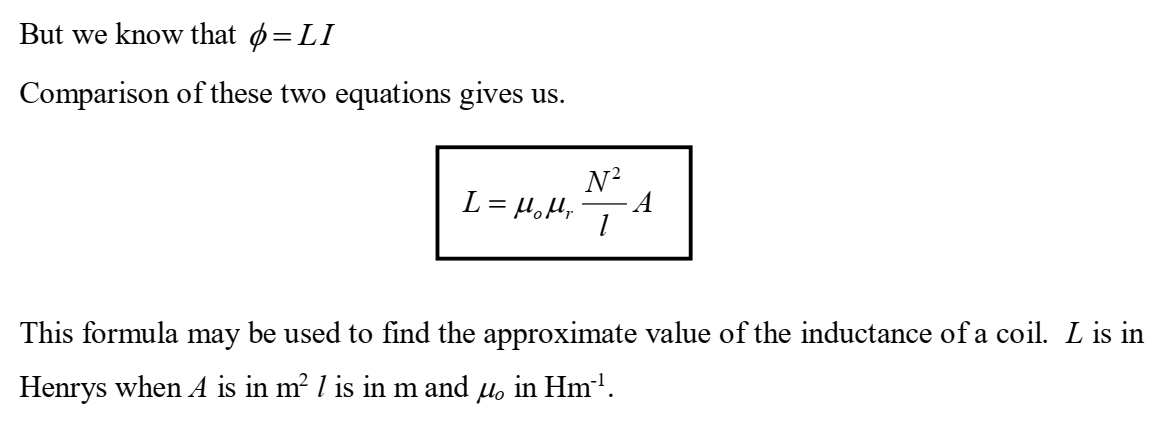 But we know that ϕ = LI
Comparison of these two equations gives us.
L = μₒμᵣ N²/l A
This formula may be used to find the approximate value of the inductance of a coil. L is in
Henrys when A is in m² l is in m and μₒ in Hm⁻¹.